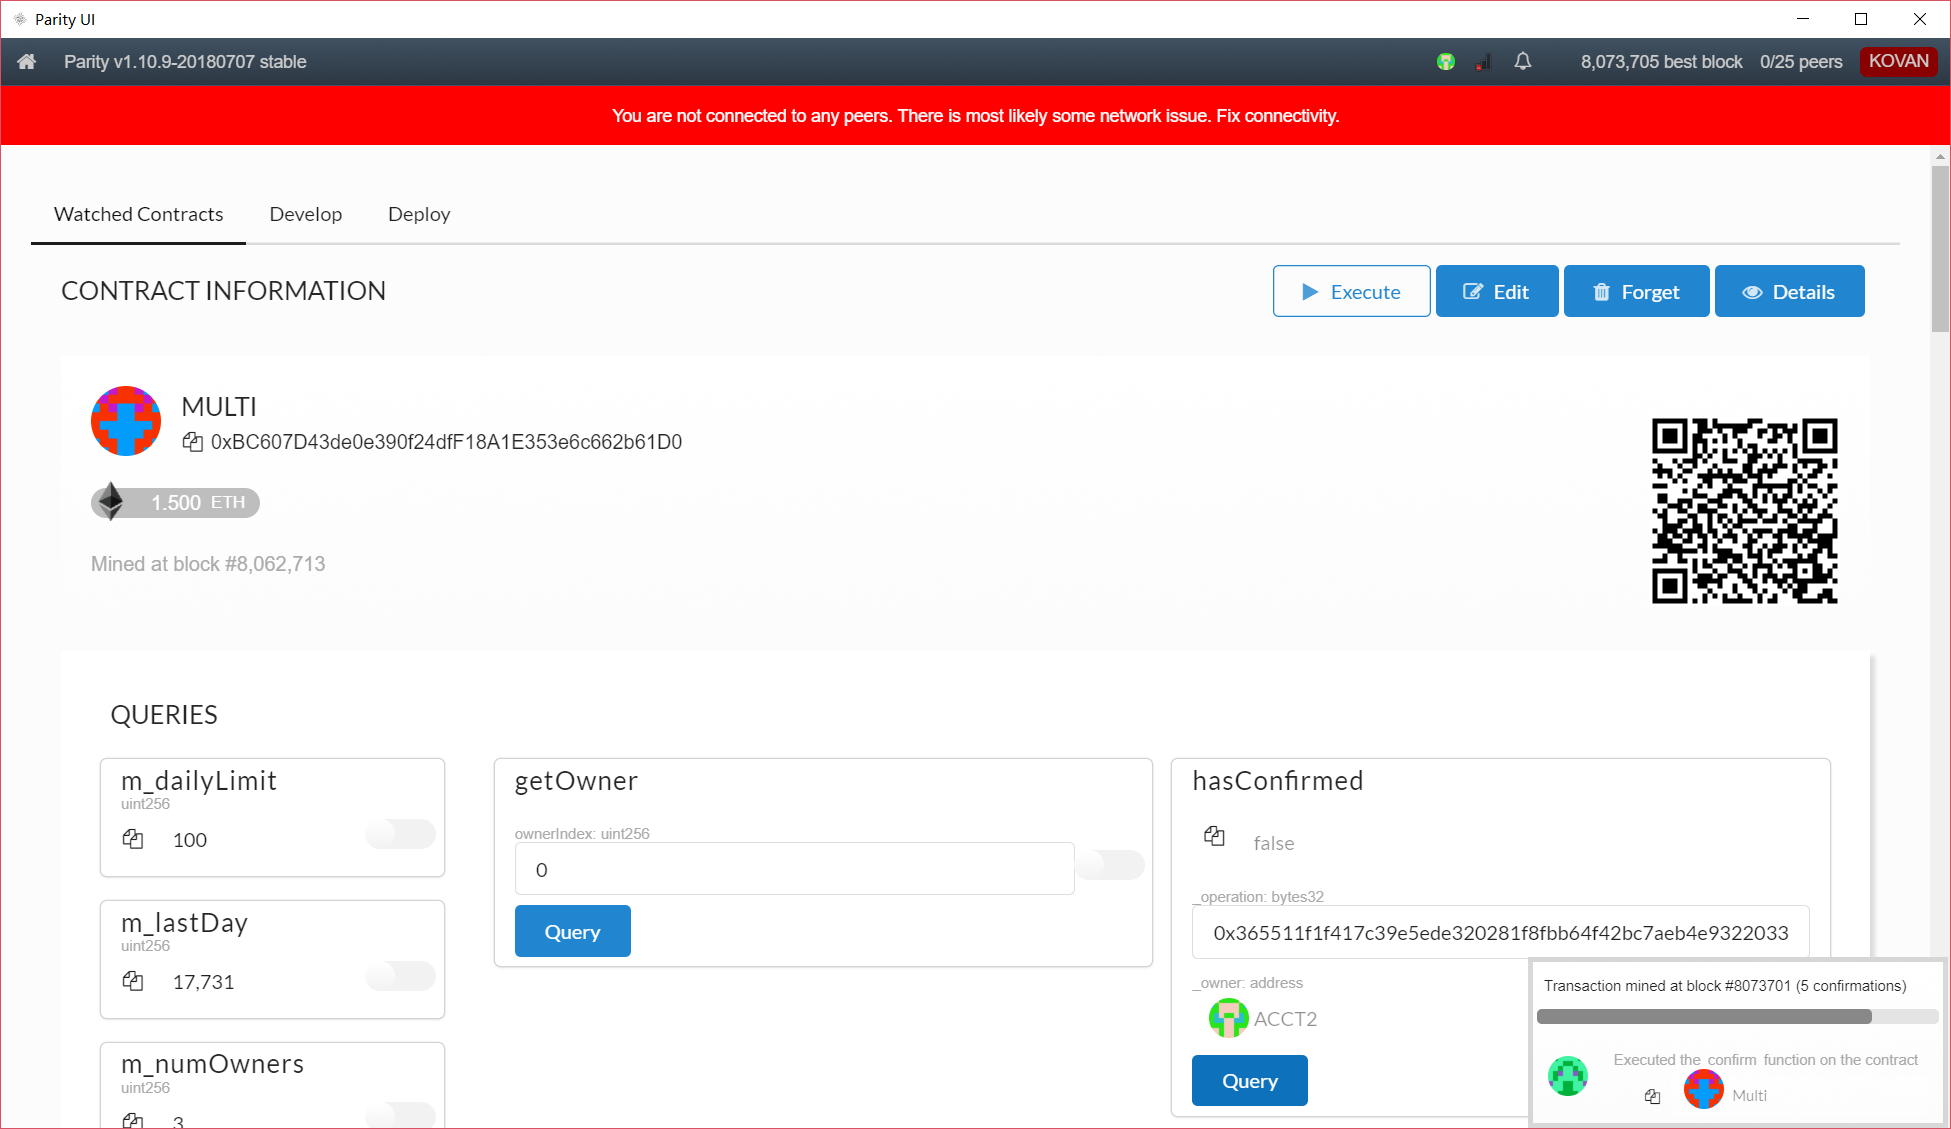 Parity UI
Parity v1.10.9-20180707 stable
8,073,705 best block 0/25 peers KOVAN
You are not connected to any peers. There is most likely some network issue. Fix connectivity.
Watched Contracts Develop Deploy
CONTRACT INFORMATION
Execute Edit Forget Details
MULTI
0xBC607D43de0e390f24dfF18A1E353e6c662b61D0
1.500 ETH
Mined at block #8,062,713
QUERIES
m_dailyLimit
uint256
100
m_lastDay
uint256
17,731
m_numOwners
uint256
3
getOwner
ownerIndex: uint256
0
Query
hasConfirmed
false
_operation: bytes32
0x365511f1f417c39e5ede320281f8fbb64f42bc7aeb4e9322033
_owner: address
ACCT2
Query
Transaction mined at block #8073701 (5 confirmations)
Executed the confirm function on the contract
Multi